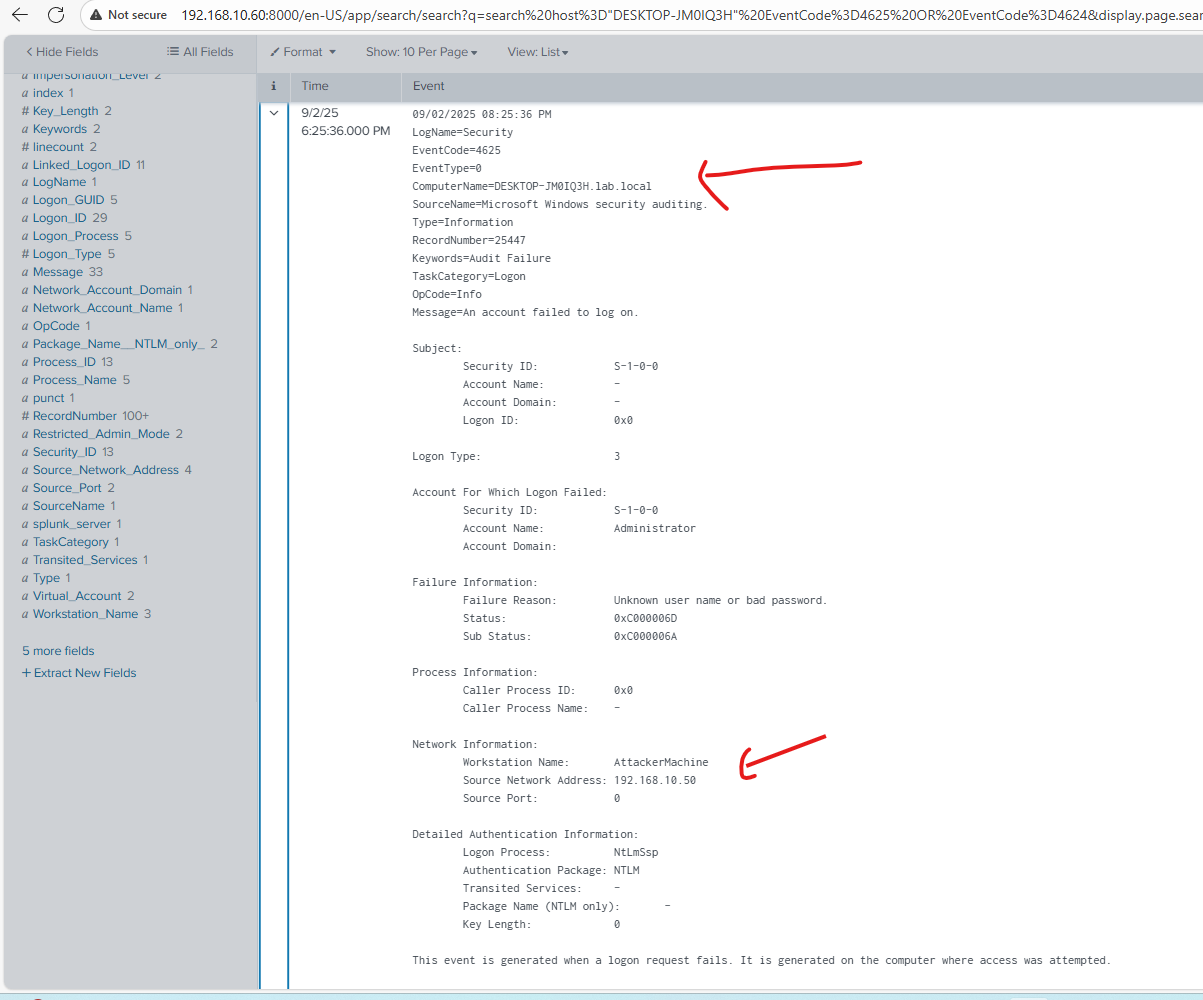 Not secure 192.168.10.60:8000/en-US/app/search/search?q=search%20host%3D"DESKTOP-JM0IQ3H"%20EventCode%3D4625%20OR%20EventCode%3D4624&display.page.sear
Hide Fields All Fields
Format Show: 10 Per Page View: List
a Impersonation_Level 2
a index 1
# Key_Length 2
a Keywords 2
# linecount 2
a Linked_Logon_ID 11
a LogName 1
a Logon_GUID 5
a Logon_ID 29
a Logon_Process 5
# Logon_Type 5
a Message 33
a Network_Account_Domain 1
a Network_Account_Name 1
a OpCode 1
a Package_Name__NTLM_only_ 2
a Process_ID 13
a Process_Name 5
a punct 1
# RecordNumber 100+
a Restricted_Admin_Mode 2
a Security_ID 13
a Source_Network_Address 4
a Source_Port 2
a SourceName 1
a splunk_server 1
a TaskCategory 1
a Transited_Services 1
a Type 1
a Virtual_Account 2
a Workstation_Name 3
5 more fields
+ Extract New Fields
i Time Event
9/2/25
6:25:36.000 PM
09/02/2025 08:25:36 PM
LogName=Security
EventCode=4625
EventType=0
ComputerName=DESKTOP-JM0IQ3H.lab.local
SourceName=Microsoft Windows security auditing.
Type=Information
RecordNumber=25447
Keywords=Audit Failure
TaskCategory=Logon
OpCode=Info
Message=An account failed to log on.
Subject:
Security ID: S-1-0-0
Account Name: -
Account Domain: -
Logon ID: 0x0
Logon Type: 3
Account For Which Logon Failed:
Security ID: S-1-0-0
Account Name: Administrator
Account Domain:
Failure Information:
Failure Reason: Unknown user name or bad password.
Status: 0xC000006D
Sub Status: 0xC000006A
Process Information:
Caller Process ID: 0x0
Caller Process Name: -
Network Information:
Workstation Name: AttackerMachine
Source Network Address: 192.168.10.50
Source Port: 0
Detailed Authentication Information:
Logon Process: NtLmSsp
Authentication Package: NTLM
Transited Services: -
Package Name (NTLM only): -
Key Length: 0
This event is generated when a logon request fails. It is generated on the computer where access was attempted.